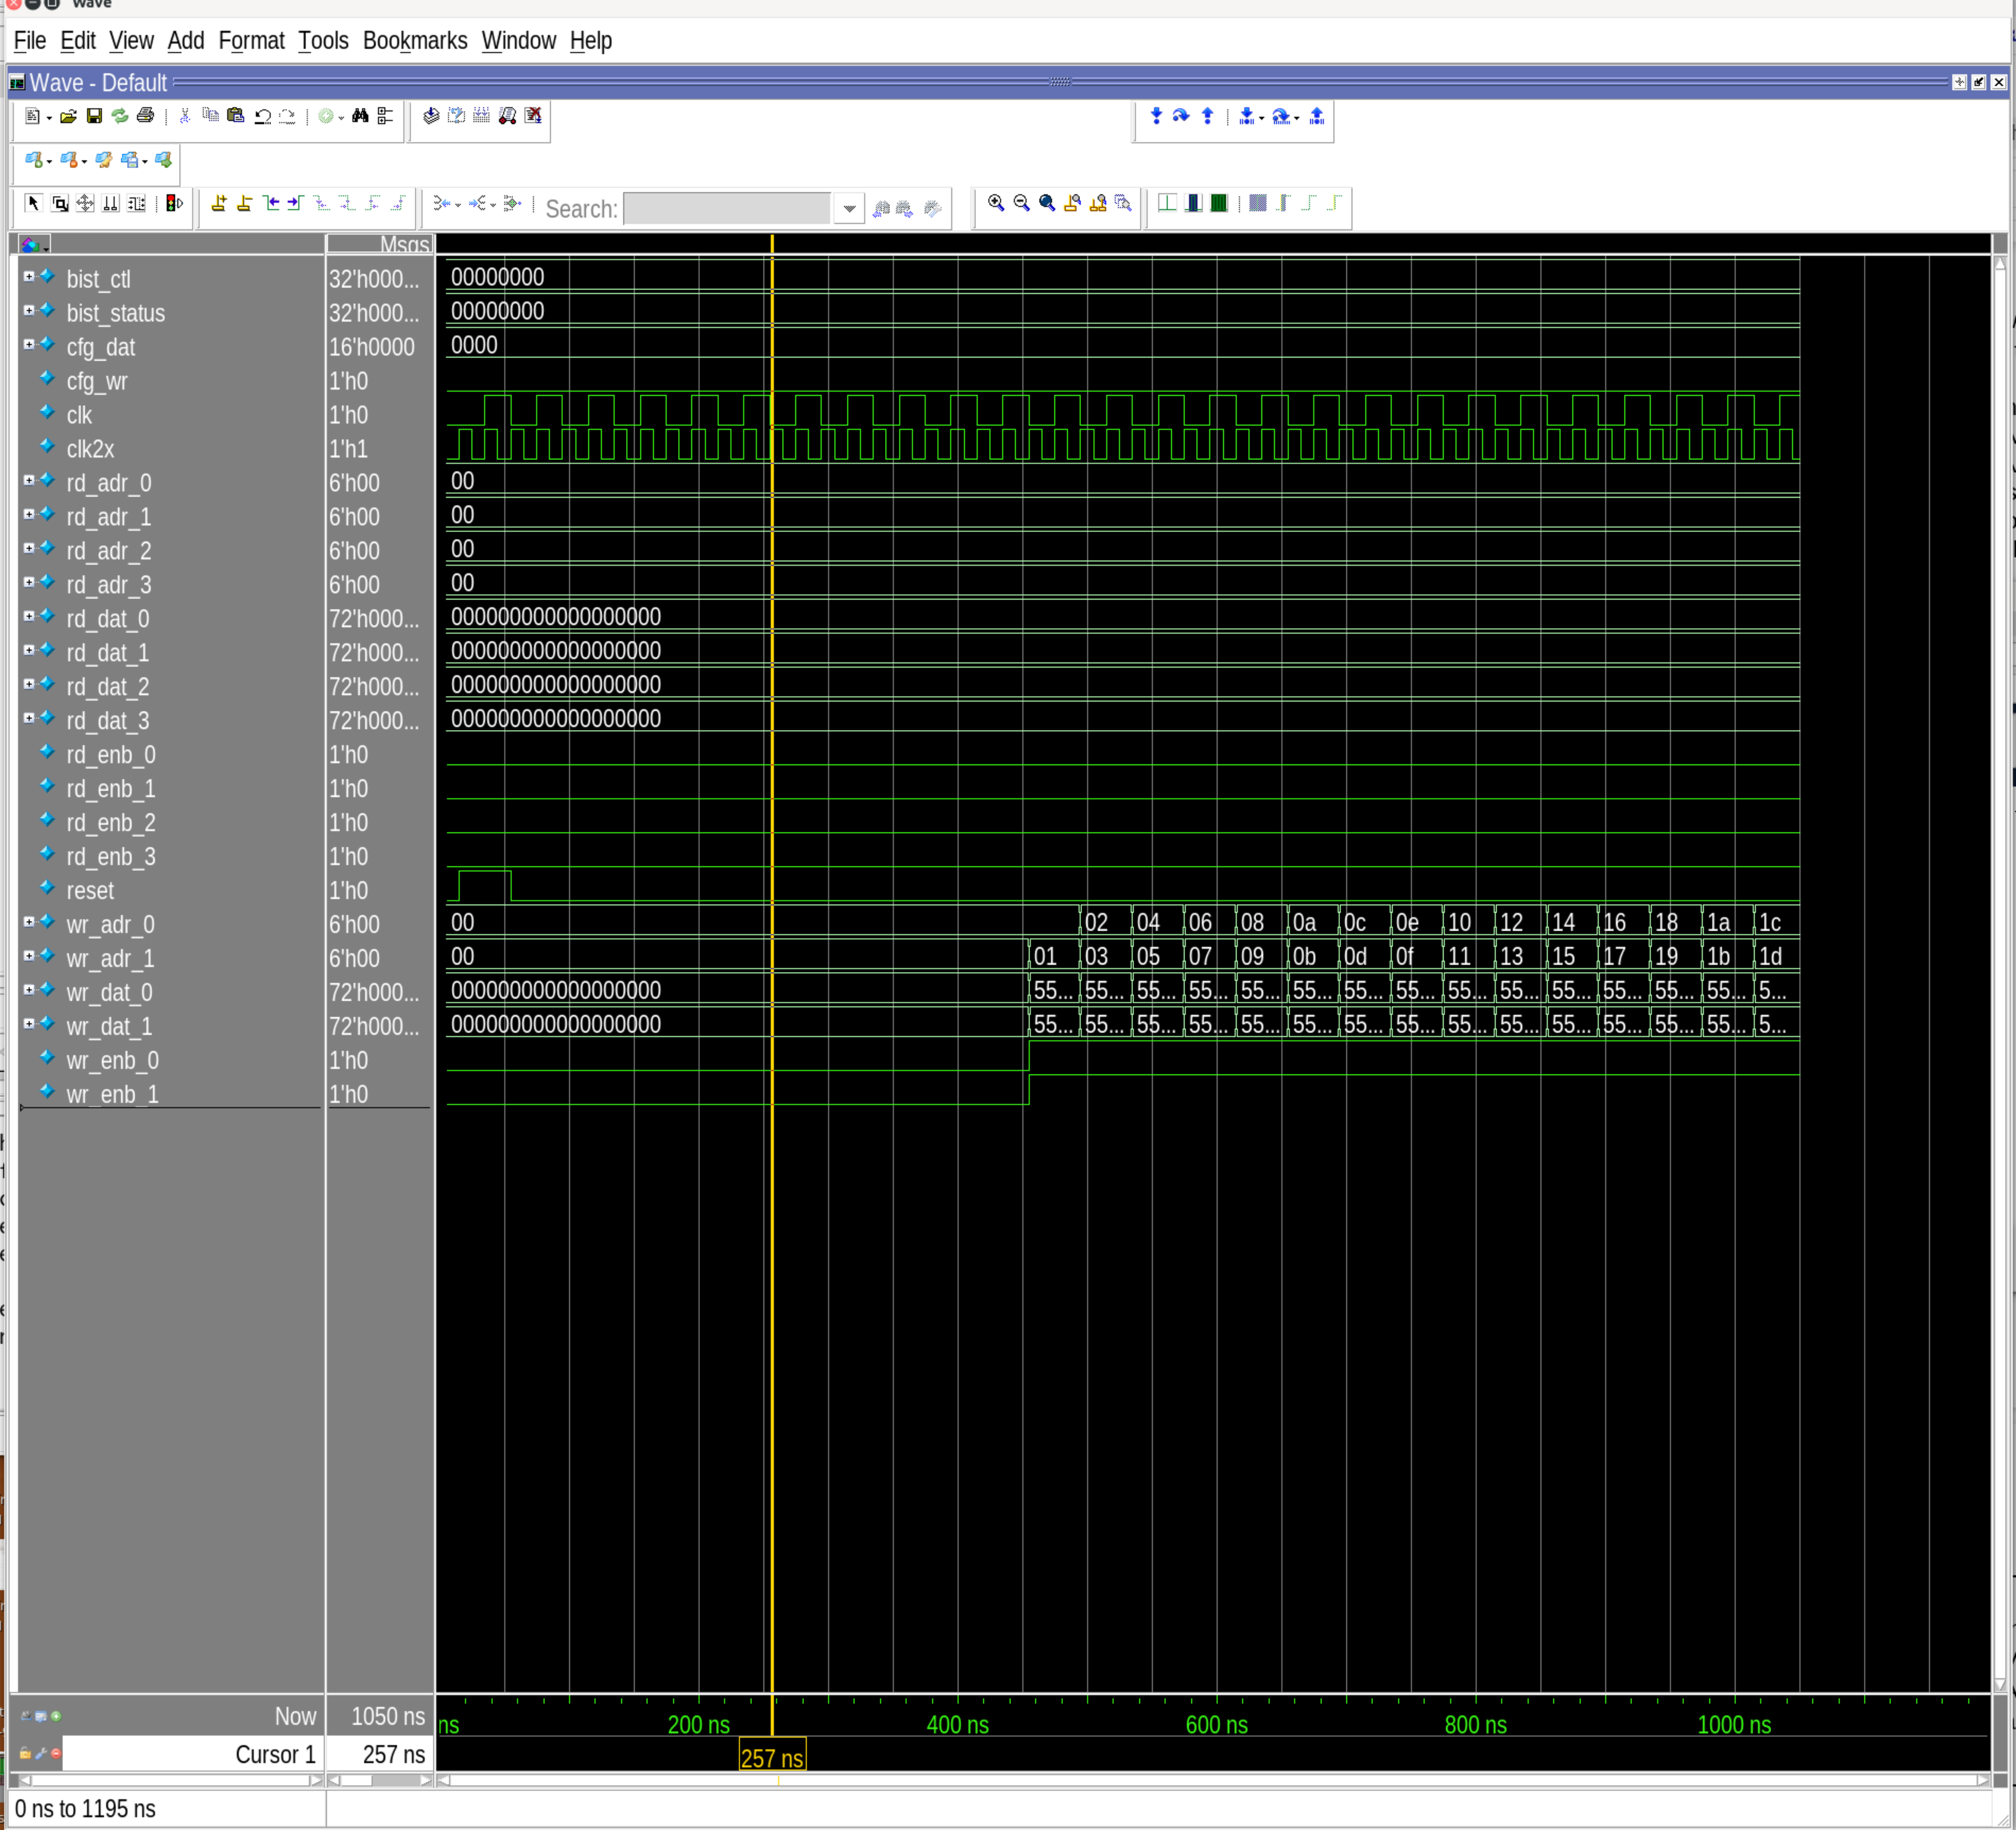 wave
File Edit View Add Format Tools Bookmarks Window Help
Wave - Default
Search:
Msgs
bist_ctl 32'h000... 00000000
bist_status 32'h000... 00000000
cfg_dat 16'h0000 0000
cfg_wr 1'h0
clk 1'h0
clk2x 1'h1
rd_adr_0 6'h00 00
rd_adr_1 6'h00 00
rd_adr_2 6'h00 00
rd_adr_3 6'h00 00
rd_dat_0 72'h000... 000000000000000000
rd_dat_1 72'h000... 000000000000000000
rd_dat_2 72'h000... 000000000000000000
rd_dat_3 72'h000... 000000000000000000
rd_enb_0 1'h0
rd_enb_1 1'h0
rd_enb_2 1'h0
rd_enb_3 1'h0
reset 1'h0
wr_adr_0 6'h00 00 02 04 06 08 0a 0c 0e 10 12 14 16 18 1a 1c
wr_adr_1 6'h00 00 01 03 05 07 09 0b 0d 0f 11 13 15 17 19 1b 1d
wr_dat_0 72'h000... 000000000000000000 55... 55... 55... 55... 55... 55... 55... 55... 55... 55... 55... 55... 55... 55... 5...
wr_dat_1 72'h000... 000000000000000000 55... 55... 55... 55... 55... 55... 55... 55... 55... 55... 55... 55... 55... 55... 5...
wr_enb_0 1'h0
wr_enb_1 1'h0
Now 1050 ns ns 200 ns 400 ns 600 ns 800 ns 1000 ns
Cursor 1 257 ns 257 ns
0 ns to 1195 ns